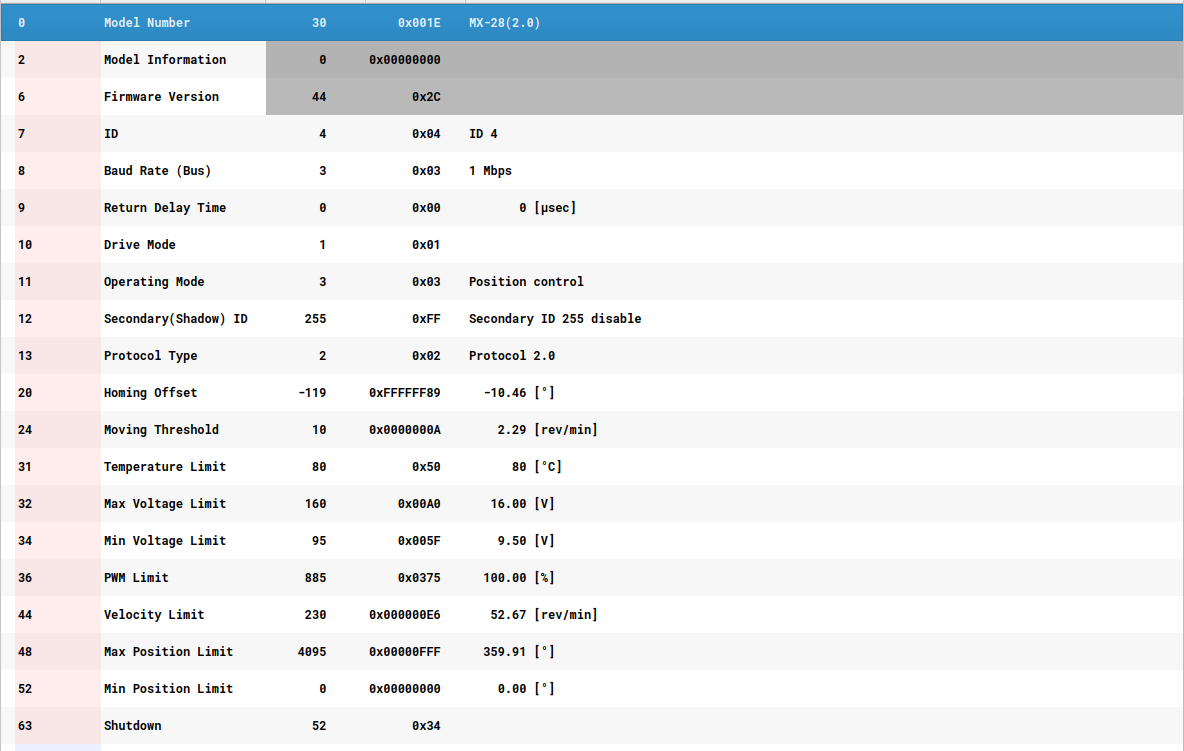 0 Model Number 30 0x001E MX-28(2.0)
2 Model Information 0 0x00000000
6 Firmware Version 44 0x2C
7 ID 4 0x04 ID 4
8 Baud Rate (Bus) 3 0x03 1 Mbps
9 Return Delay Time 0 0x00 0 [μsec]
10 Drive Mode 1 0x01
11 Operating Mode 3 0x03 Position control
12 Secondary(Shadow) ID 255 0xFF Secondary ID 255 disable
13 Protocol Type 2 0x02 Protocol 2.0
20 Homing Offset -119 0xFFFFFF89 -10.46 [°]
24 Moving Threshold 10 0x0000000A 2.29 [rev/min]
31 Temperature Limit 80 0x50 80 [°C]
32 Max Voltage Limit 160 0x00A0 16.00 [V]
34 Min Voltage Limit 95 0x005F 9.50 [V]
36 PWM Limit 885 0x0375 100.00 [%]
44 Velocity Limit 230 0x000000E6 52.67 [rev/min]
48 Max Position Limit 4095 0x00000FFF 359.91 [°]
52 Min Position Limit 0 0x00000000 0.00 [°]
63 Shutdown 52 0x34